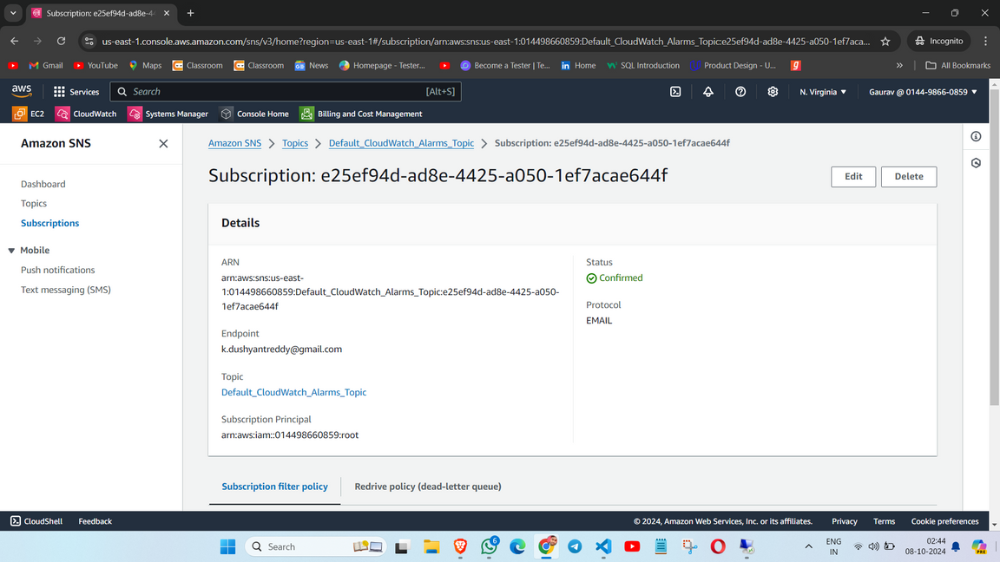 Subscription: e25ef94d-ad8e-44
us-east-1.console.aws.amazon.com/sns/v3/home?region=us-east-1#/subscription/arn:aws:sns:us-east-1:014498660859:Default_CloudWatch_Alarms_Topic:e25ef94d-ad8e-4425-a050-1ef7aca...
Incognito
Gmail
YouTube
Maps
Classroom
Classroom
News
Homepage - Tester...
Become a Tester | Te...
Home
SQL Introduction
Product Design - U...
All Bookmarks
aws
Services
Search
[Alt+S]
N. Virginia
Gaurav @ 0144-9866-0859
EC2
CloudWatch
Systems Manager
Console Home
Billing and Cost Management
Amazon SNS
Dashboard
Topics
Subscriptions
Mobile
Push notifications
Text messaging (SMS)
Amazon SNS
Topics
Default_CloudWatch_Alarms_Topic
Subscription: e25ef94d-ad8e-4425-a050-1ef7acae644f
Subscription: e25ef94d-ad8e-4425-a050-1ef7acae644f
Edit
Delete
Details
ARN
arn:aws:sns:us-east-
1:014498660859:Default_CloudWatch_Alarms_Topic:e25ef94d-ad8e-4425-a050-
1ef7acae644f
Endpoint
k.dushyantreddy@gmail.com
Topic
Default_CloudWatch_Alarms_Topic
Subscription Principal
arn:aws:iam::014498660859:root
Status
Confirmed
Protocol
EMAIL
Subscription filter policy
Redrive policy (dead-letter queue)
CloudShell
Feedback
© 2024, Amazon Web Services, Inc. or its affiliates.
Privacy
Terms
Cookie preferences
Search
6
ENG
IN
02:44
08-10-2024
PRE